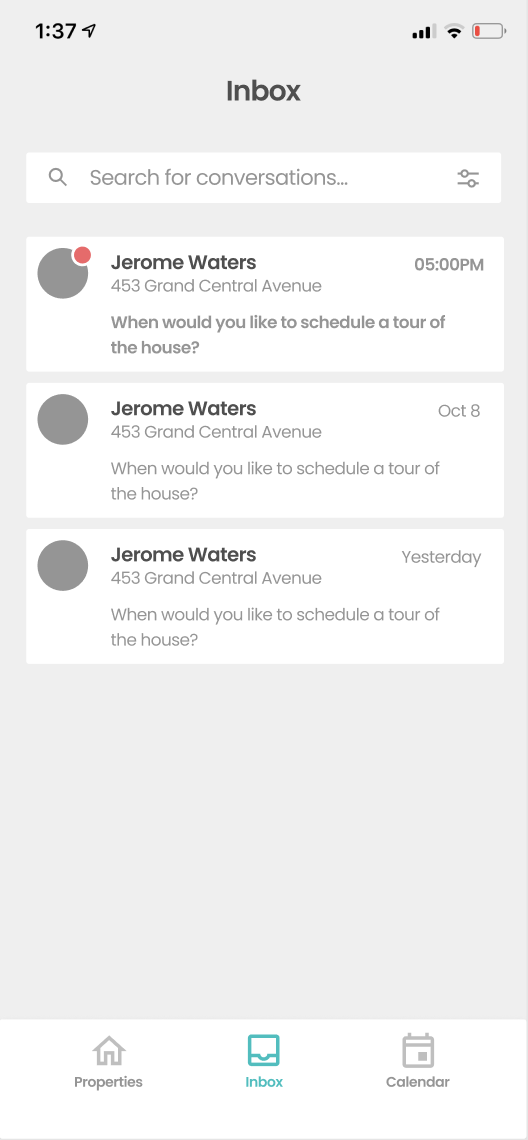 1:37
Inbox
Search for conversations...
Jerome Waters
05:00PM
453 Grand Central Avenue
When would you like to schedule a tour of
the house?
Jerome Waters
Oct 8
453 Grand Central Avenue
When would you like to schedule a tour of
the house?
Jerome Waters
Yesterday
453 Grand Central Avenue
When would you like to schedule a tour of
the house?
Properties
Inbox
Calendar